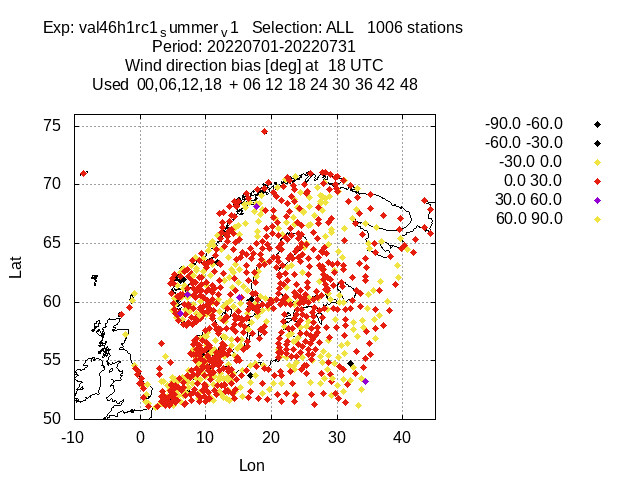 Exp: val46h1rc1summerv1 Selection: ALL 1006 stations
Period: 20220701-20220731
Wind direction bias [deg] at 18 UTC
Used 00,06,12,18 + 06 12 18 24 30 36 42 48
-90.0 -60.0
-60.0 -30.0
-30.0 0.0
0.0 30.0
30.0 60.0
60.0 90.0
75
70
65
60
55
50
Lat
-10 0 10 20 30 40
Lon